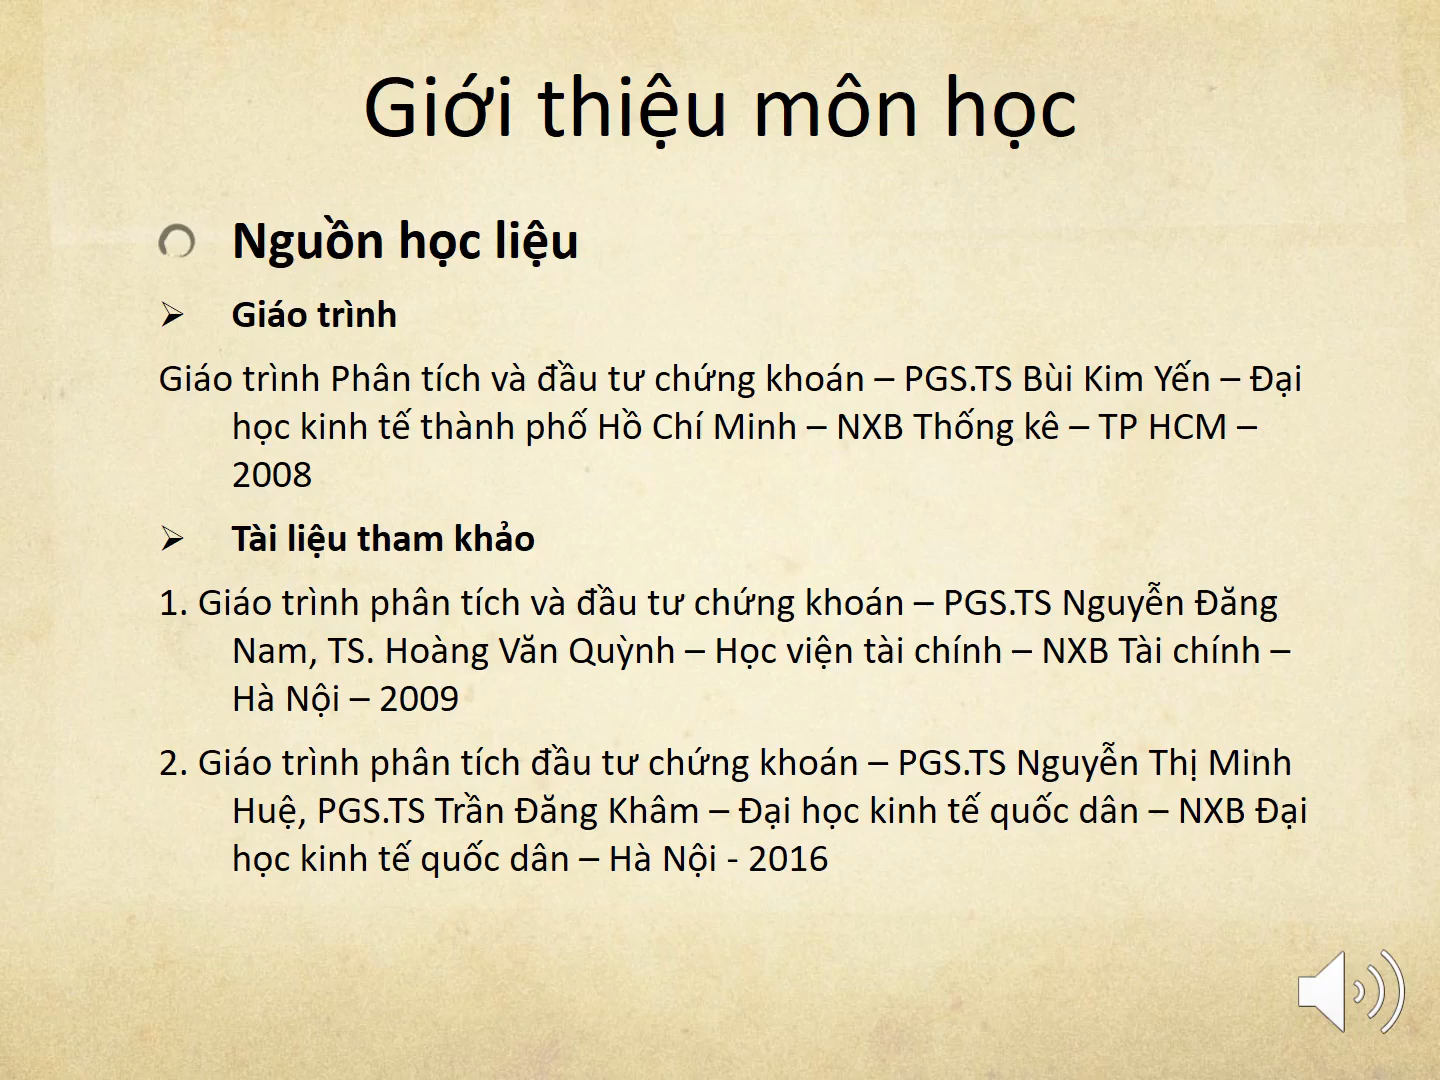 Giới thiệu môn học
Nguồn học liệu
Giáo trình
Giáo trình Phân tích và đầu tư chứng khoán – PGS.TS Bùi Kim Yến – Đại
học kinh tế thành phố Hồ Chí Minh – NXB Thống kê – TP HCM –
2008
Tài liệu tham khảo
1. Giáo trình phân tích và đầu tư chứng khoán – PGS.TS Nguyễn Đăng
Nam, TS. Hoàng Văn Quỳnh – Học viện tài chính – NXB Tài chính –
Hà Nội – 2009
2. Giáo trình phân tích đầu tư chứng khoán – PGS.TS Nguyễn Thị Minh
Huệ, PGS.TS Trần Đăng Khâm – Đại học kinh tế quốc dân – NXB Đại
học kinh tế quốc dân – Hà Nội - 2016